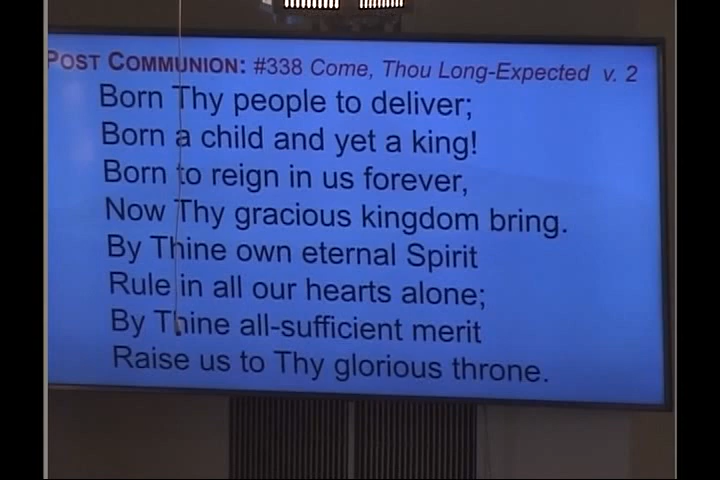 POST COMMUNION: #338 Come, Thou Long-Expected v. 2
Born Thy people to deliver;
Born a child and yet a king!
Born to reign in us forever,
Now Thy gracious kingdom bring.
By Thine own eternal Spirit
Rule in all our hearts alone;
By Thine all-sufficient merit
Raise us to Thy glorious throne.